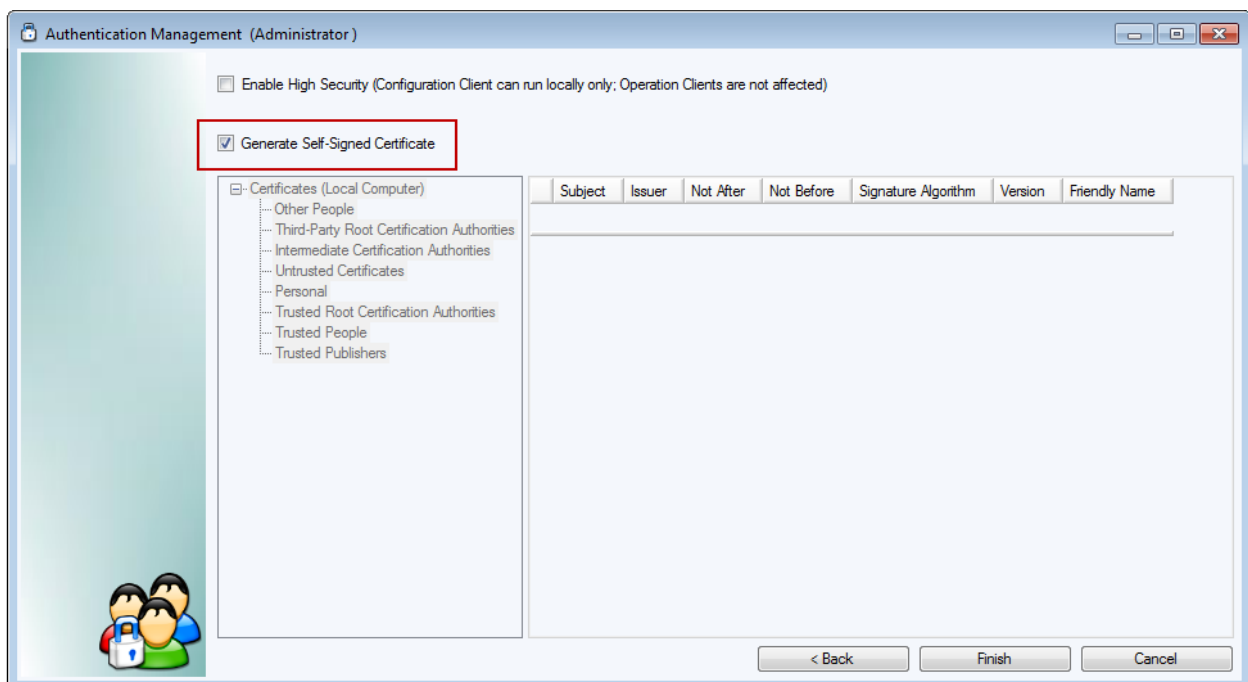 Authentication Management (Administrator )
Enable High Security (Configuration Client can run locally only; Operation Clients are not affected)
Generate Self-Signed Certificate
Certificates (Local Computer)
Other People
Third-Party Root Certification Authorities
Intermediate Certification Authorities
Untrusted Certificates
Personal
Trusted Root Certification Authorities
Trusted People
Trusted Publishers
Subject Issuer Not After Not Before Signature Algorithm Version Friendly Name
< Back Finish Cancel